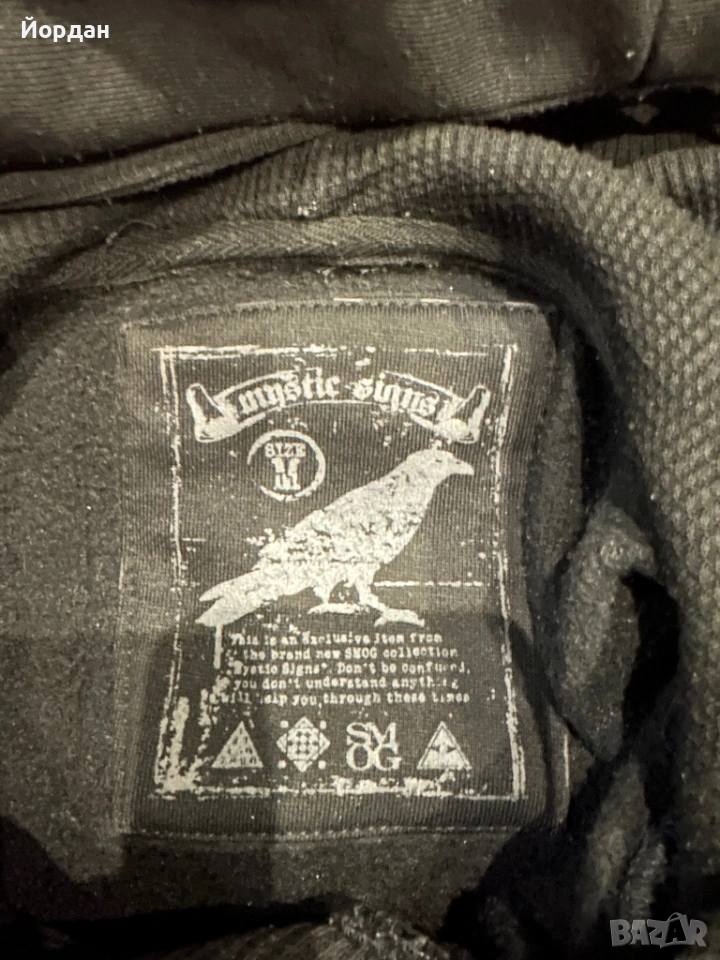 Йордан
mystic signs
SIZE
M
This is an Exclusive Item from
the brand new SMOG collection
"Mystic Signs". Don't be confused,
you don't understand anything
will help you,through these times
SM
OG
BAZAR